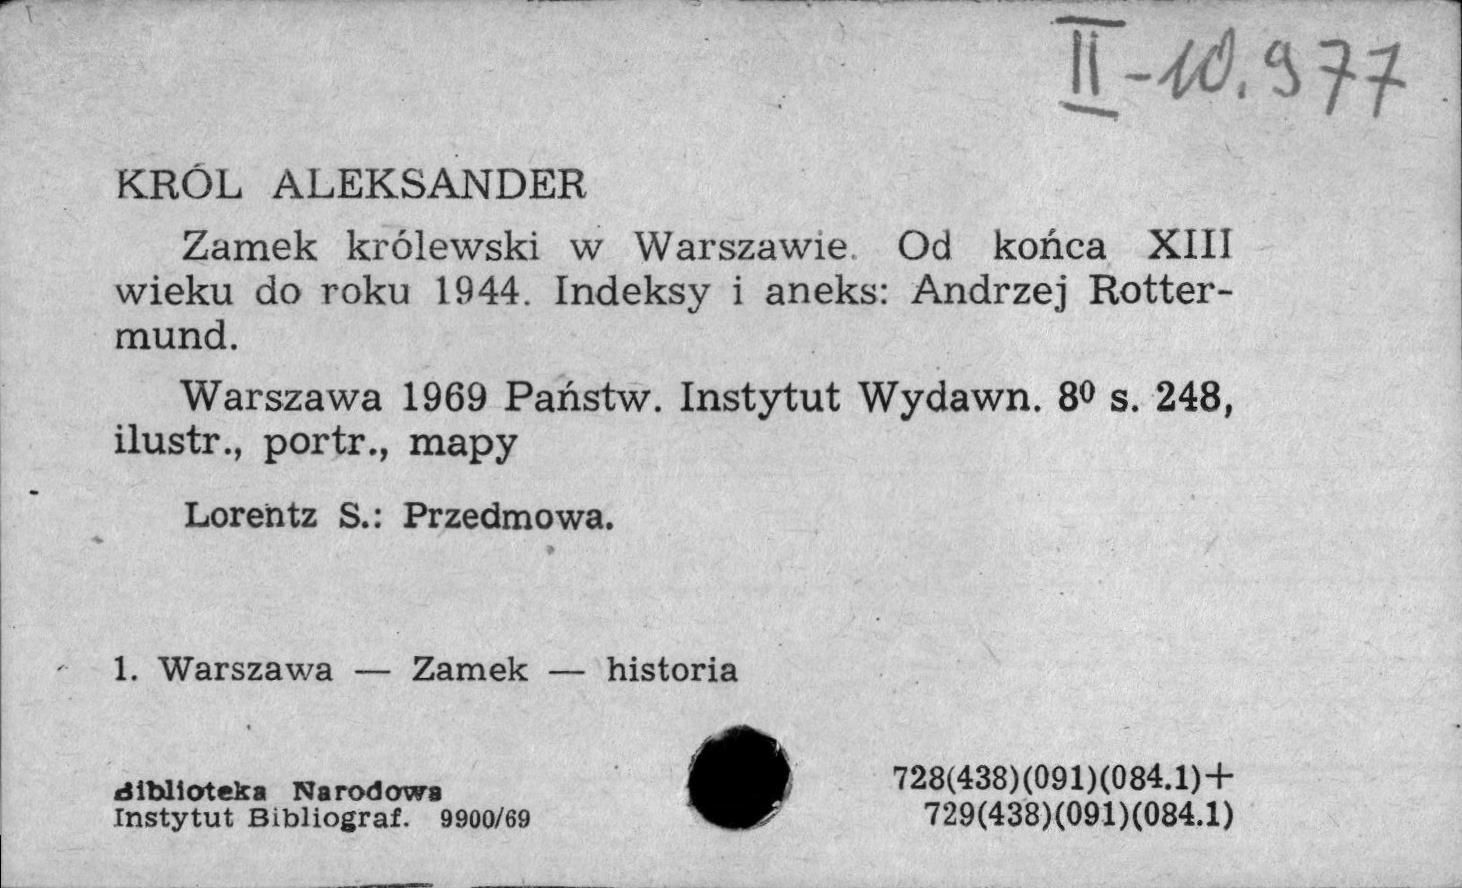 II-10.977
KRÓL ALEKSANDER
Zamek królewski w Warszawie. Od końca XIII
wieku do roku 1944. Indeksy i aneks: Andrzej Rotter-
mund.
Warszawa 1969 Państw. Instytut Wydawn. 8⁰ s. 248,
ilustr., portr., mapy
Lorentz S.: Przedmowa.
1. Warszawa — Zamek — historia
728(438)(091)(084.1)+
729(438)(091)(084.1)
Biblioteka Narodowa
Instytut Bibliograf. 9900/69